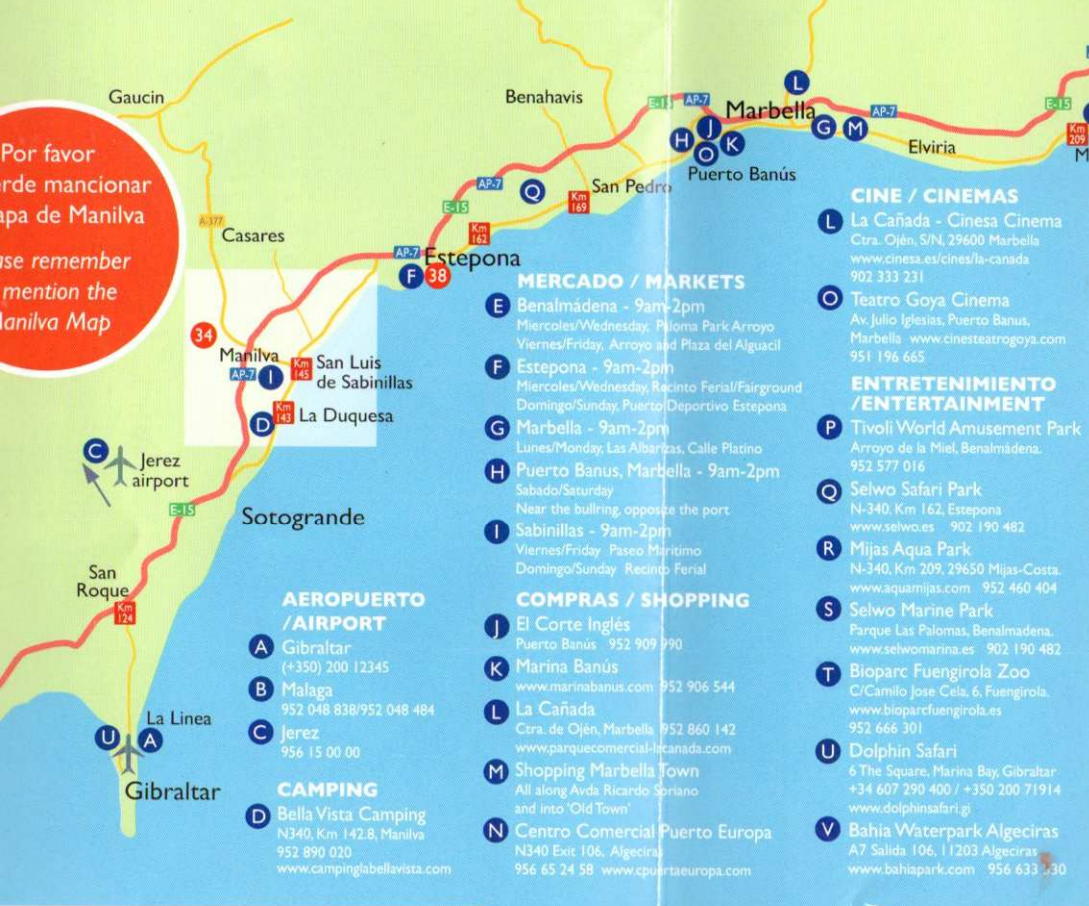 Gaucin
Por favor
erde mancionar
apa de Manilva
ase remember
mention the
Manilva Map
A-377
Casares
Benahavis
E-15
AP-7
L
Marbella
AP-7
E-15
J
H
K
O
G
M
Elviria
Km
209
M
Puerto Banús
AP-7
Q
San Pedro
Km
169
E-15
Km
162
AP-7
Estepona
F
38
34
Manilva
AP-7
I
Km
145
San Luis
de Sabinillas
D
Km
143
La Duquesa
C
Jerez
airport
E-15
Sotogrande
San
Roque
Km
124
La Linea
U
A
Gibraltar
AEROPUERTO
/AIRPORT
A Gibraltar
(+350) 200 12345
B Malaga
952 048 838/952 048 484
C Jerez
956 15 00 00
CAMPING
D Bella Vista Camping
N340, Km 142.8, Manilva
952 890 020
www.campinglabellavista.com
MERCADO / MARKETS
E Benalmádena - 9am-2pm
Miercoles/Wednesday, Paloma Park Arroyo
Viernes/Friday, Arroyo and Plaza del Alguacil
F Estepona - 9am-2pm
Miercoles/Wednesday, Recinto Ferial/Fairground
Domingo/Sunday, Puerto Deportivo Estepona
G Marbella - 9am-2pm
Lunes/Monday, Las Albarizas, Calle Platino
H Puerto Banus, Marbella - 9am-2pm
Sabado/Saturday
Near the bullring, opposite the port
I Sabinillas - 9am-2pm
Viernes/Friday Paseo Maritimo
Domingo/Sunday Recinto Ferial
COMPRAS / SHOPPING
J El Corte Inglés
Puerto Banús 952 909 990
K Marina Banús
www.marinabanus.com 952 906 544
L La Cañada
Ctra. de Ojén, Marbella 952 860 142
www.parquecomercial-lacanada.com
M Shopping Marbella Town
All along Avda Ricardo Soriano
and into 'Old Town'
N Centro Comercial Puerto Europa
N340 Exit 106, Algeciras
956 65 24 58 www.cpuertaeuropa.com
CINE / CINEMAS
L La Cañada - Cinesa Cinema
Ctra. Ojén, S/N, 29600 Marbella
www.cinesa.es/cines/la-canada
902 333 231
O Teatro Goya Cinema
Av. Julio Iglesias, Puerto Banus,
Marbella www.cinesteatrogoya.com
951 196 665
ENTRETENIMIENTO
/ENTERTAINMENT
P Tivoli World Amusement Park
Arroyo de la Miel, Benalmádena.
952 577 016
Q Selwo Safari Park
N-340, Km 162, Estepona
www.selwo.es 902 190 482
R Mijas Aqua Park
N-340, Km 209, 29650 Mijas-Costa.
www.aquamijas.com 952 460 404
S Selwo Marine Park
Parque Las Palomas, Benalmadena.
www.selwomarina.es 902 190 482
T Bioparc Fuengirola Zoo
C/Camilo Jose Cela, 6, Fuengirola.
www.bioparcfuengirola.es
952 666 301
U Dolphin Safari
6 The Square, Marina Bay, Gibraltar
+34 607 290 400 / +350 200 71914
www.dolphinsafari.gi
V Bahia Waterpark Algeciras
A7 Salida 106, 11203 Algeciras
www.bahiapark.com 956 633 930